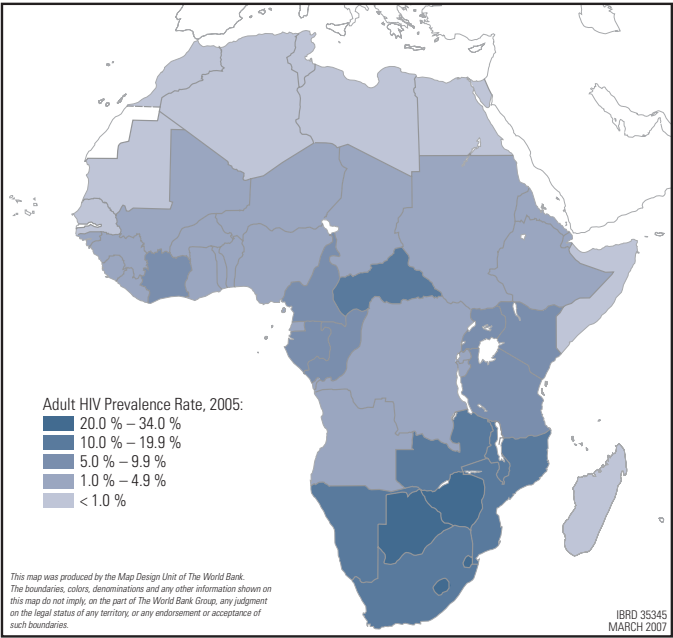 Adult HIV Prevalence Rate, 2005:
20.0 % – 34.0 %
10.0 % – 19.9 %
5.0 % – 9.9 %
1.0 % – 4.9 %
< 1.0 %
This map was produced by the Map Design Unit of The World Bank.
The boundaries, colors, denominations and any other information shown on
this map do not imply, on the part of The World Bank Group, any judgment
on the legal status of any territory, or any endorsement or acceptance of
such boundaries.
IBRD 35345
MARCH 2007